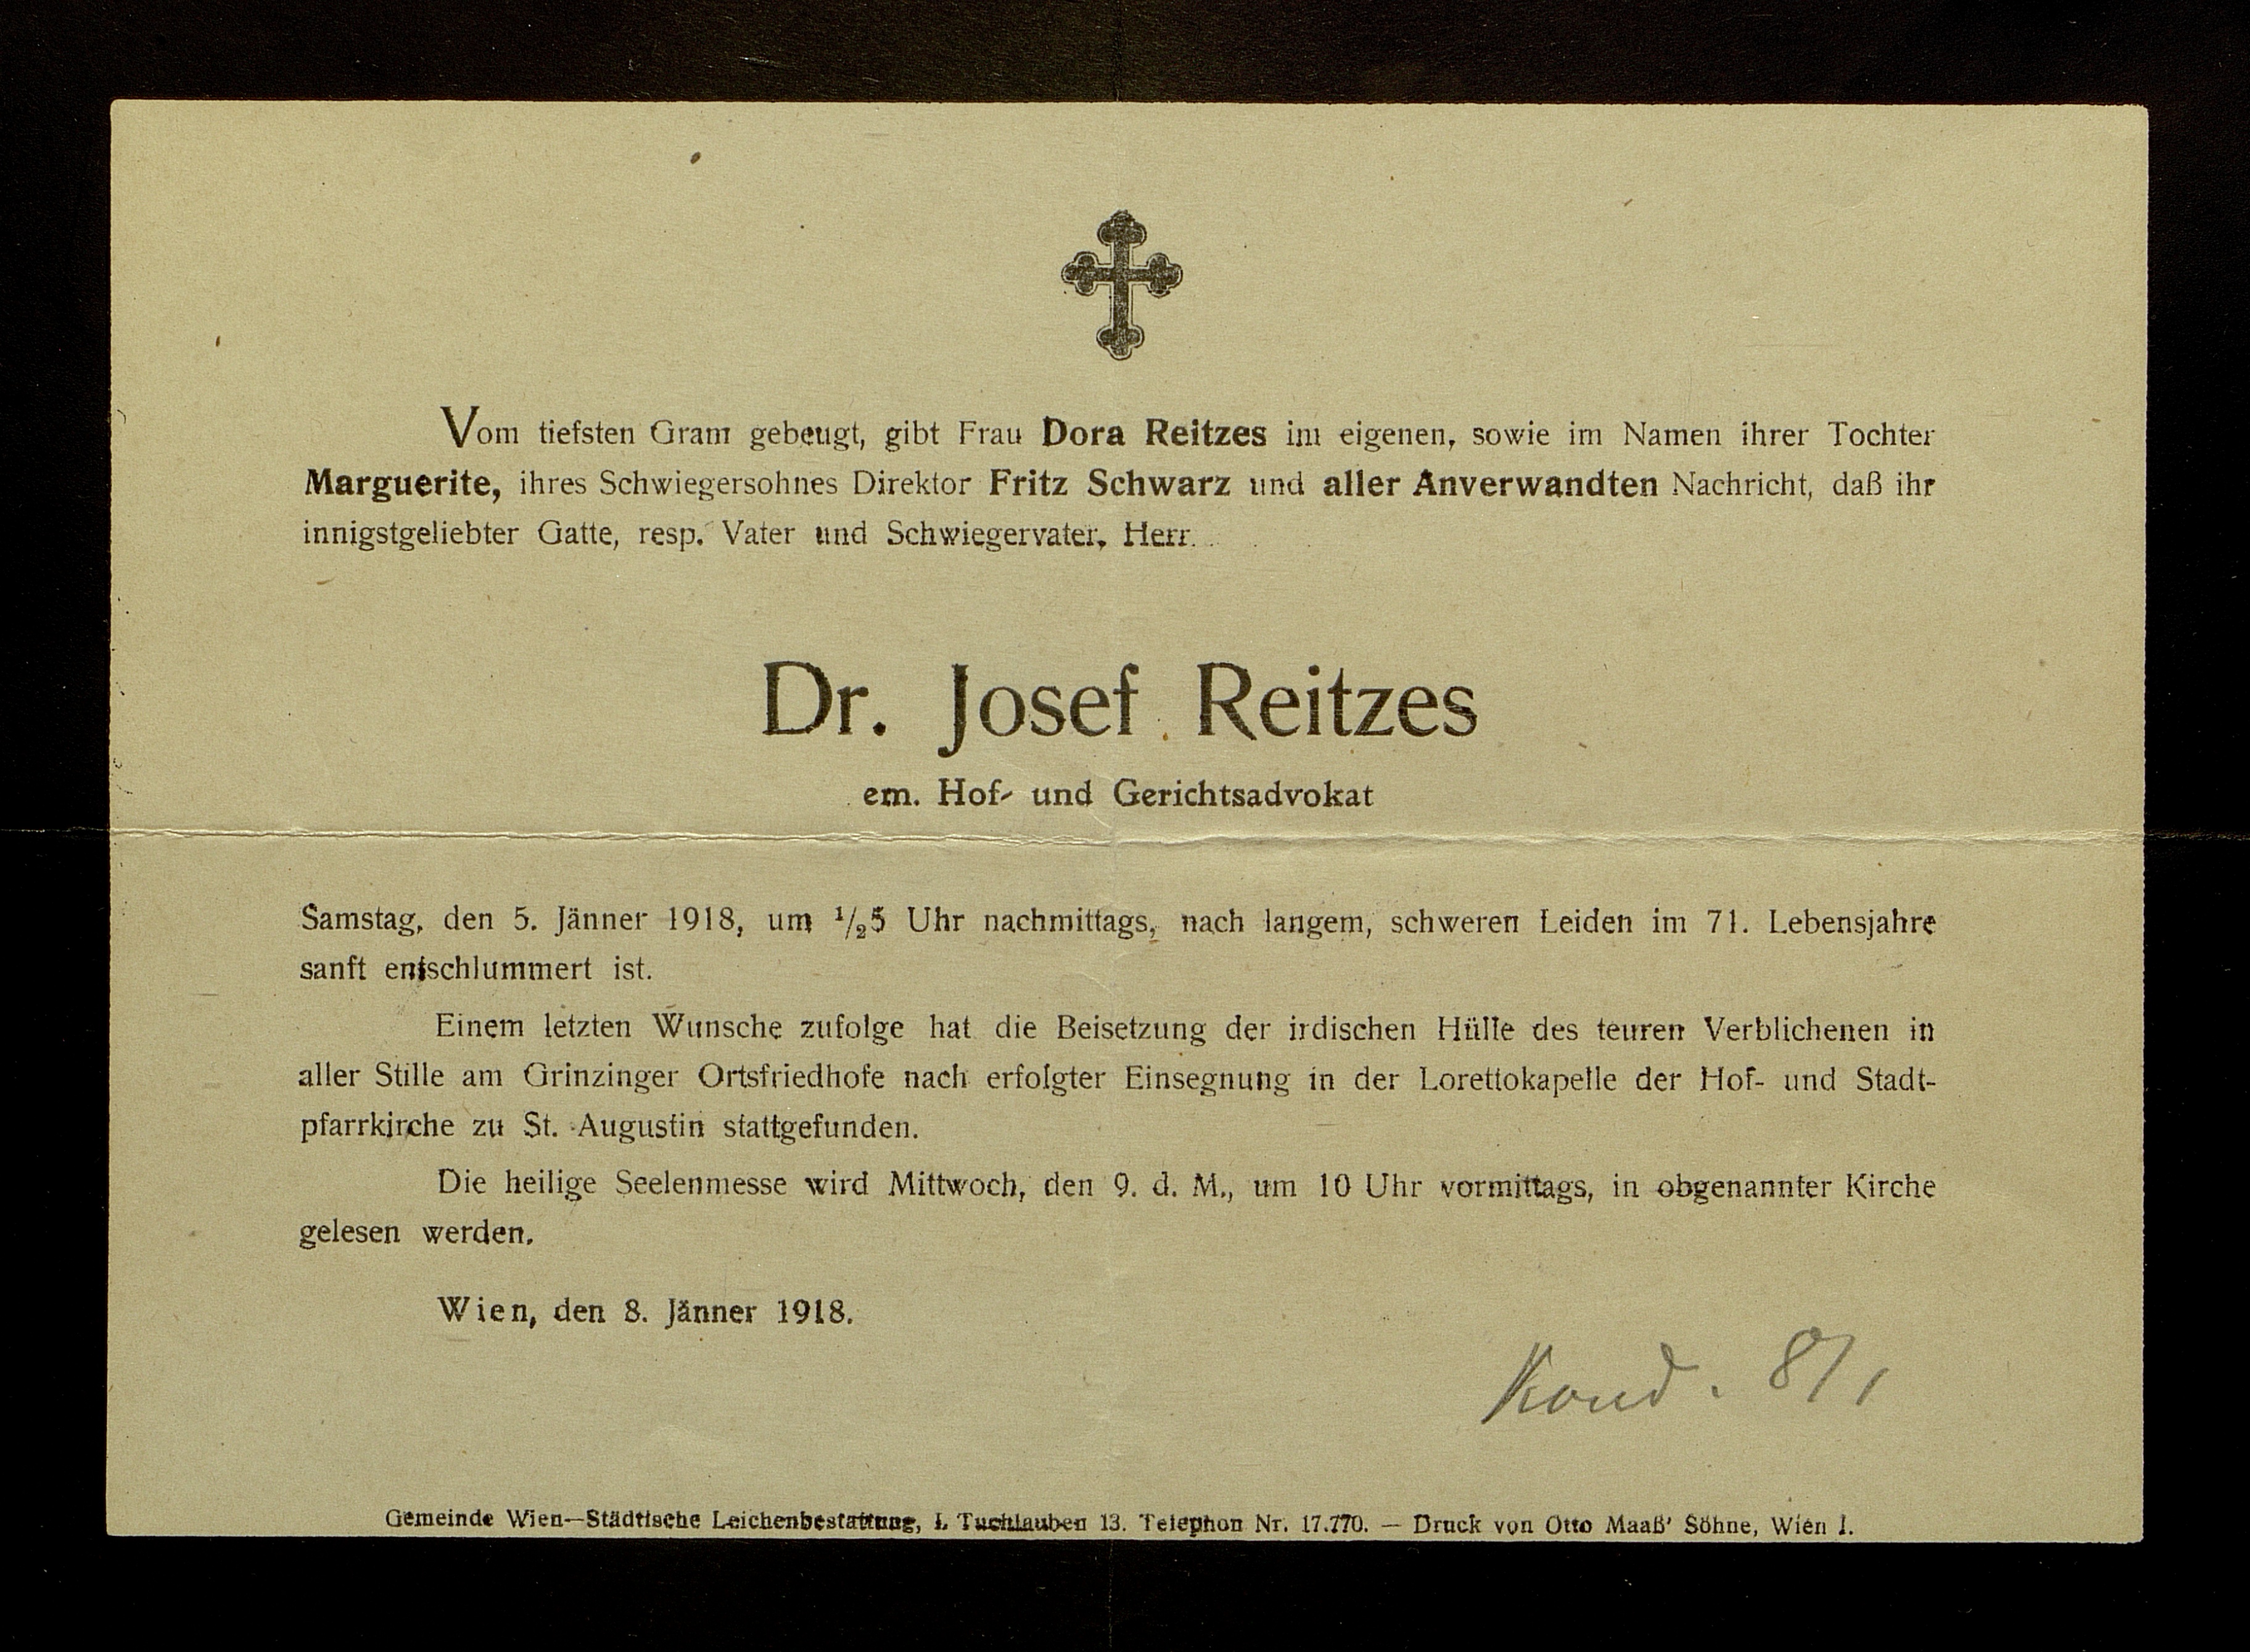 Vom tiefsten Gram gebeugt, gibt Frau Dora Reitzes im eigenen, sowie im Namen ihrer Tochter
Marguerite, ihres Schwiegersohnes Direktor Fritz Schwarz und aller Anverwandten Nachricht, daß ihr
innigstgeliebter Gatte, resp. Vater und Schwiegervater, Herr
Dr. Josef Reitzes
em. Hof- und Gerichtsadvokat
Samstag, den 5. Jänner 1918, um 1/2 5 Uhr nachmittags, nach langem, schweren Leiden im 71. Lebensjahre
sanft entschlummert ist.
Einem letzten Wunsche zufolge hat die Beisetzung der irdischen Hülle des teuren Verblichenen in
aller Stille am Grinzinger Ortsfriedhofe nach erfolgter Einsegnung in der Lorettokapelle der Hof- und Stadt-
pfarrkirche zu St. Augustin stattgefunden.
Die heilige Seelenmesse wird Mittwoch, den 9. d. M., um 10 Uhr vormittags, in obgenannter Kirche
gelesen werden.
Wien, den 8. Jänner 1918.
Kond. 8/1
Gemeinde Wien—Städtische Leichenbestattung, I. Tuchlauben 13. Telephon Nr. 17.770. — Druck von Otto Maaß' Söhne, Wien I.